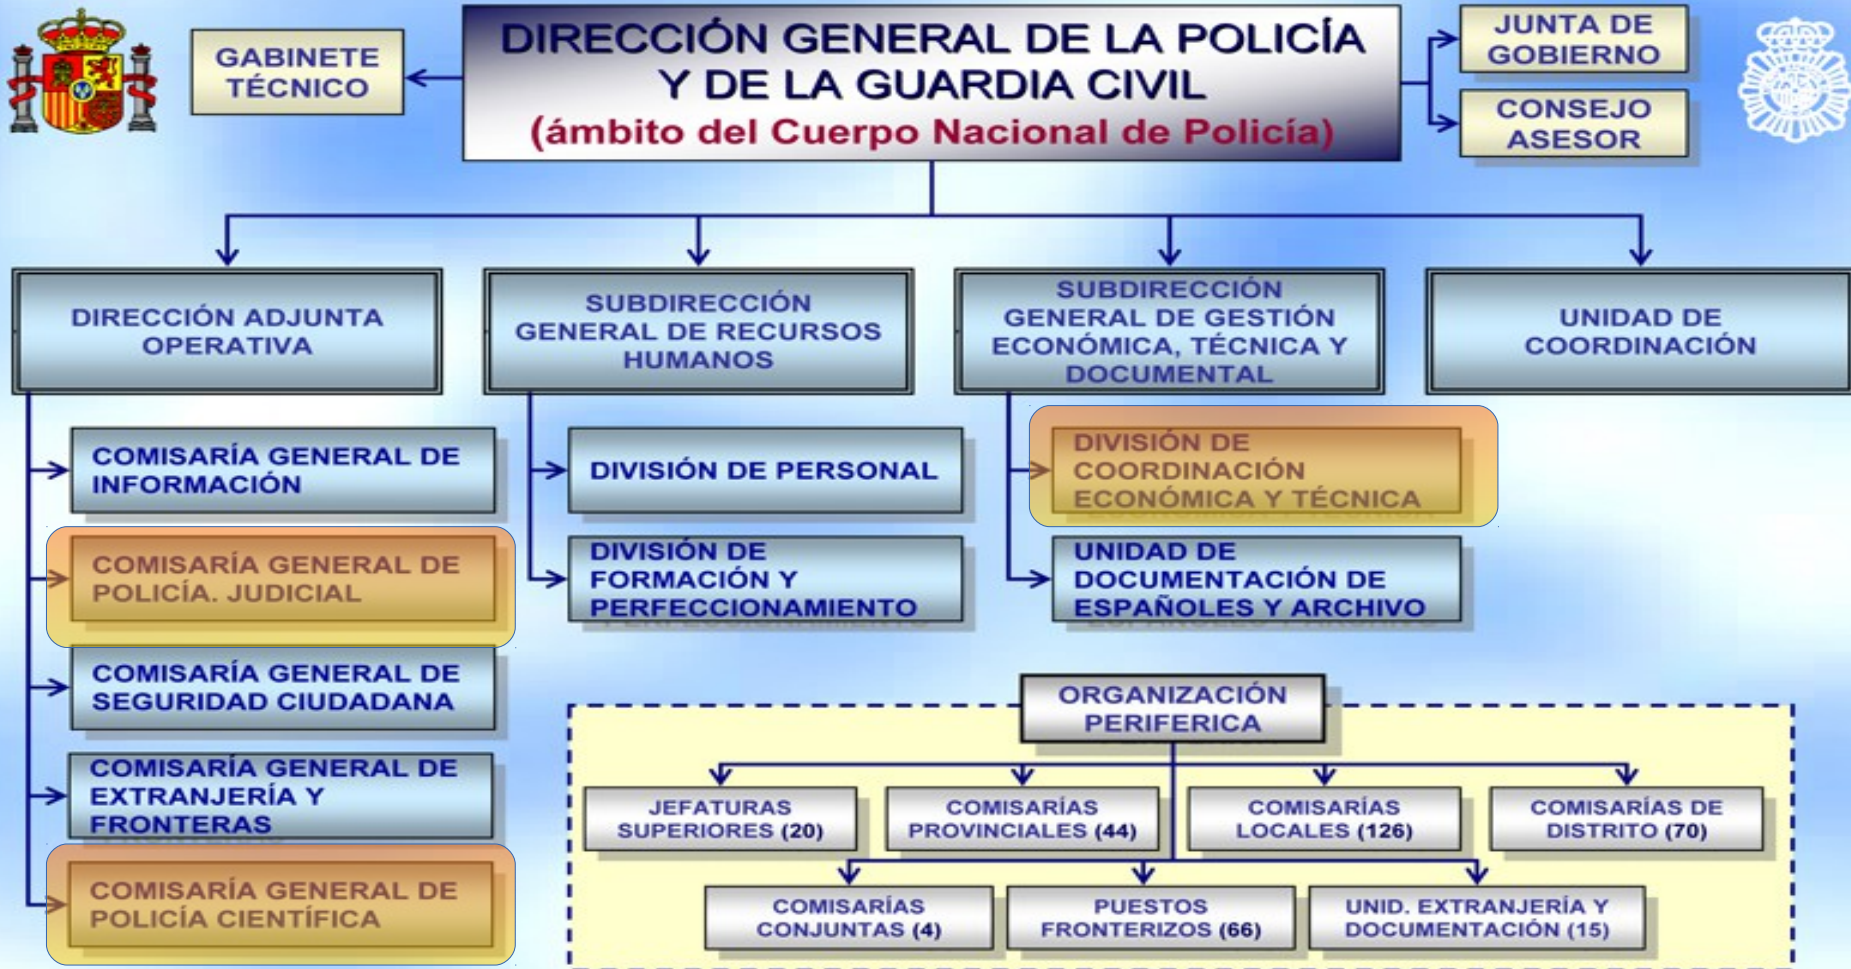 GABINETE
TÉCNICO
DIRECCIÓN GENERAL DE LA POLICÍA
Y DE LA GUARDIA CIVIL
(ámbito del Cuerpo Nacional de Policía)
JUNTA DE
GOBIERNO
CONSEJO
ASESOR
DIRECCIÓN ADJUNTA
OPERATIVA
SUBDIRECCIÓN
GENERAL DE RECURSOS
HUMANOS
SUBDIRECCIÓN
GENERAL DE GESTIÓN
ECONÓMICA, TÉCNICA Y
DOCUMENTAL
UNIDAD DE
COORDINACIÓN
COMISARÍA GENERAL DE
INFORMACIÓN
COMISARÍA GENERAL DE
POLICÍA. JUDICIAL
COMISARÍA GENERAL DE
SEGURIDAD CIUDADANA
COMISARÍA GENERAL DE
EXTRANJERÍA Y
FRONTERAS
COMISARÍA GENERAL DE
POLICÍA CIENTÍFICA
DIVISIÓN DE PERSONAL
DIVISIÓN DE
FORMACIÓN Y
PERFECCIONAMIENTO
DIVISIÓN DE
COORDINACIÓN
ECONÓMICA Y TÉCNICA
UNIDAD DE
DOCUMENTACIÓN DE
ESPAÑOLES Y ARCHIVO
ORGANIZACIÓN
PERIFERICA
JEFATURAS
SUPERIORES (20)
COMISARÍAS
PROVINCIALES (44)
COMISARÍAS
LOCALES (126)
COMISARÍAS DE
DISTRITO (70)
COMISARÍAS
CONJUNTAS (4)
PUESTOS
FRONTERIZOS (66)
UNID. EXTRANJERÍA Y
DOCUMENTACIÓN (15)